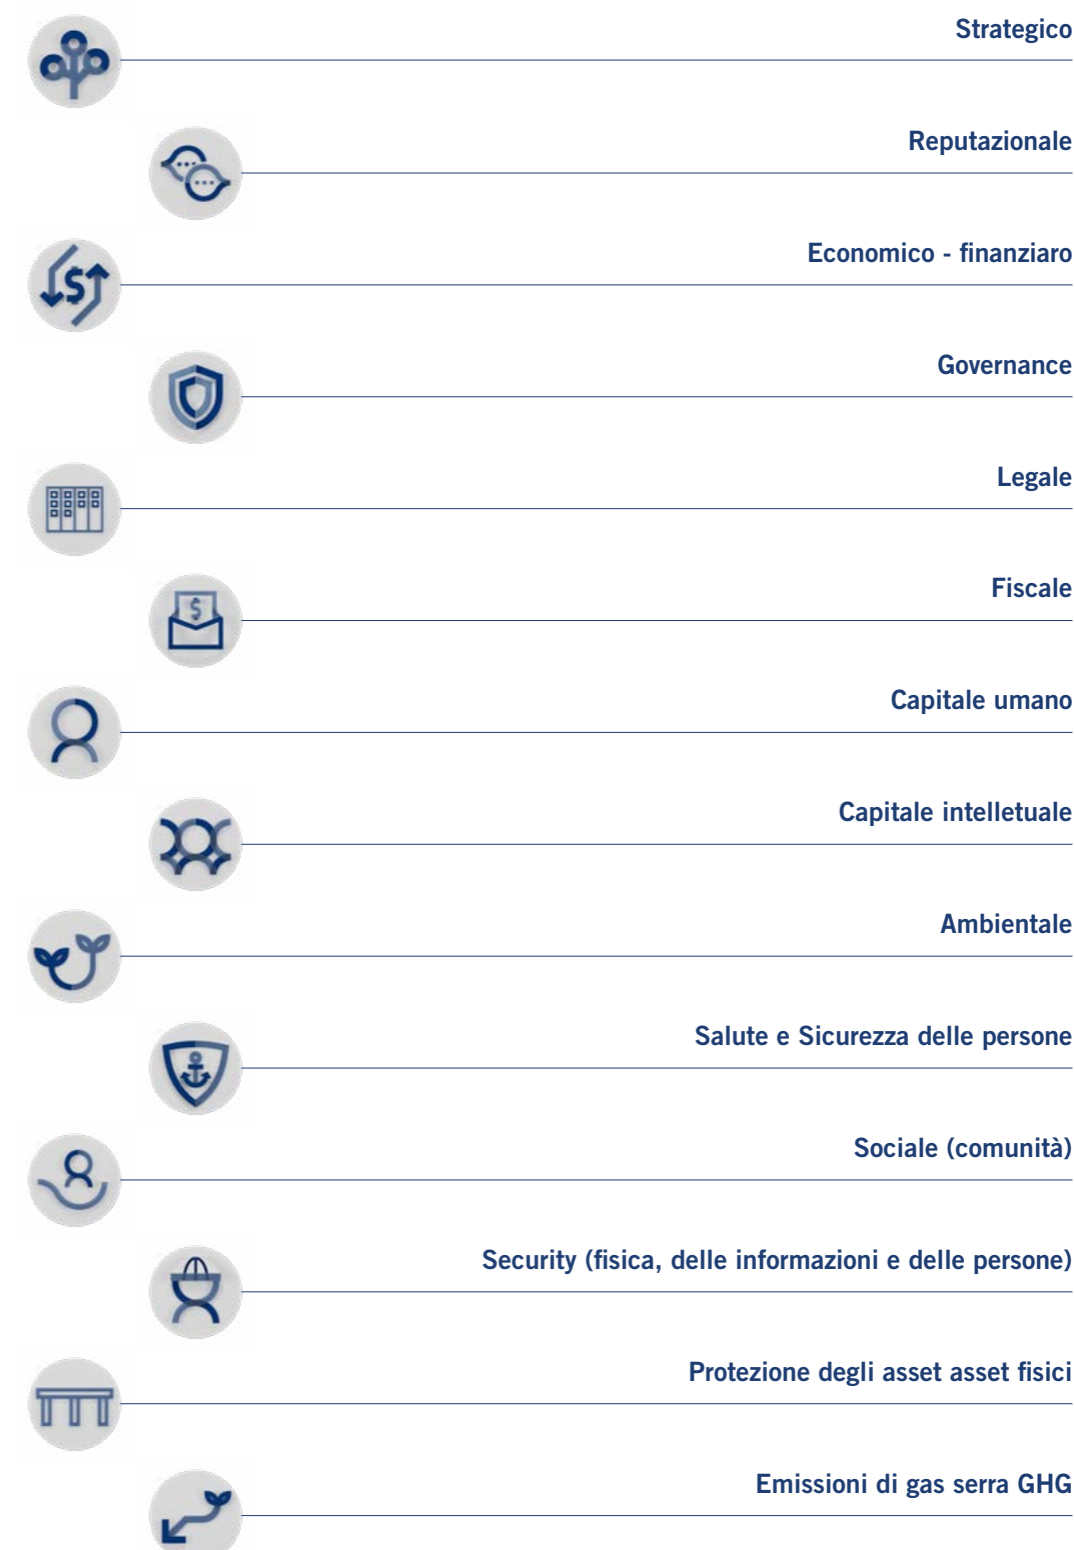 Strategico
Reputazionale
Economico - finanziaro
Governance
Legale
Fiscale
Capitale umano
Capitale intelletuale
Ambientale
Salute e Sicurezza delle persone
Sociale (comunità)
Security (fisica, delle informazioni e delle persone)
Protezione degli asset asset fisici
Emissioni di gas serra GHG